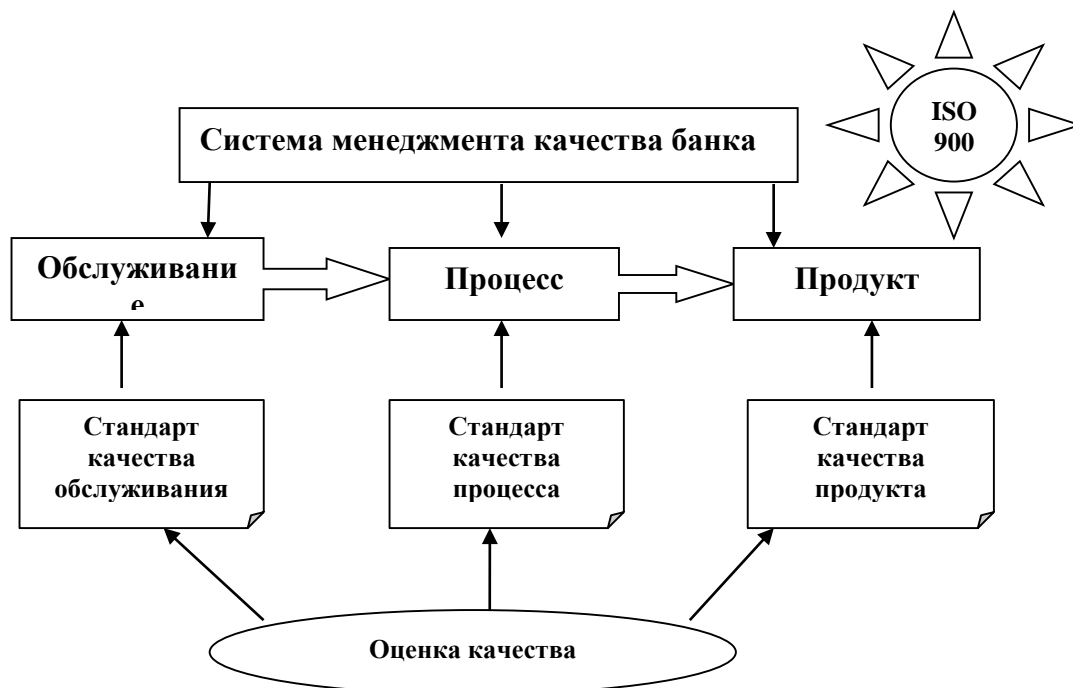 ISO
900
Система менеджмента качества банка
Обслуживани
е
Процесс
Продукт
Стандарт
качества
обслуживания
Стандарт
качества
процесса
Стандарт
качества
продукта
Оценка качества